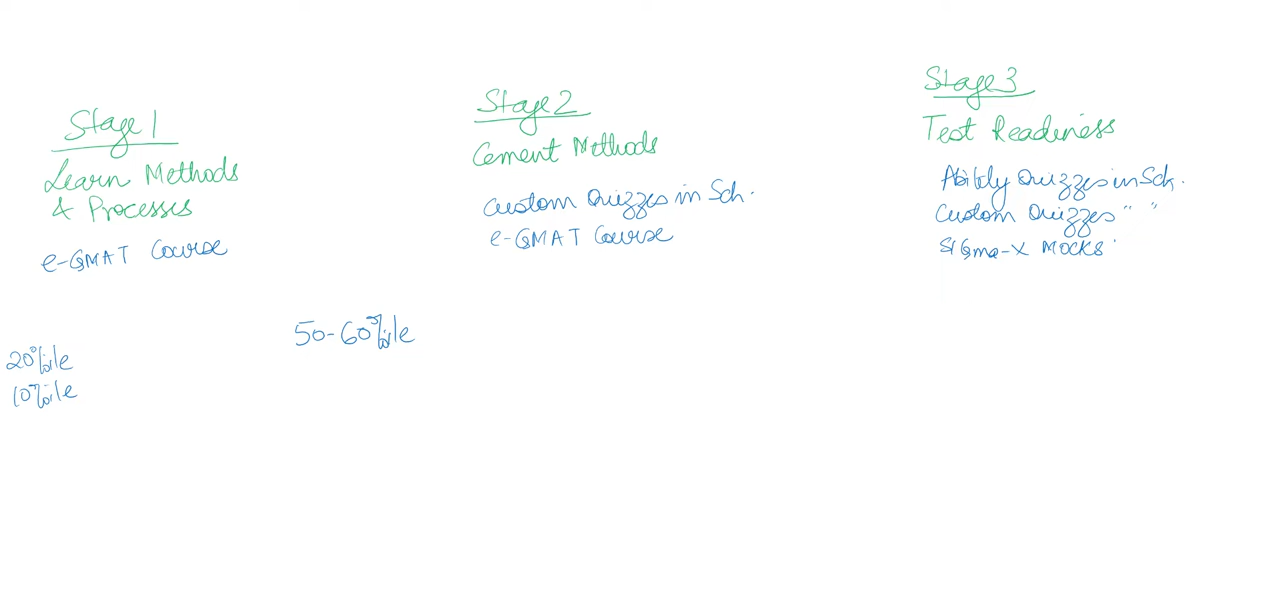 Stage 1
Learn Methods
& Processes
e-GMAT Course
Stage 2
Cement Methods
Custom Quizzes in Sch.
e-GMAT Course
Stage 3
Test Readiness
Ability Quizzes in Sch.
Custom Quizzes " "
Sigma-X Mocks
50-60%ile
20%ile
10%ile